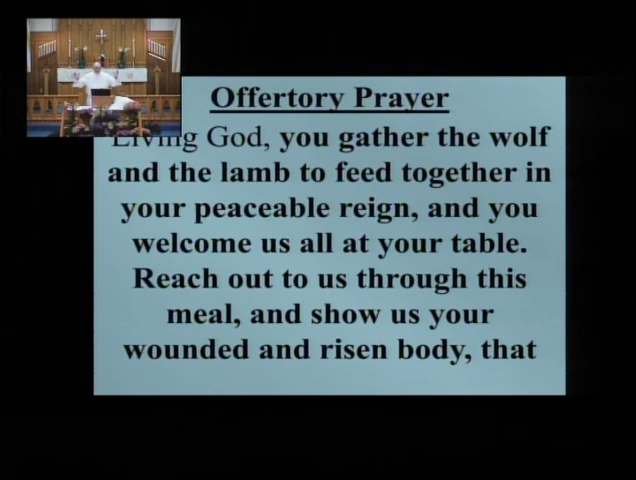 Offertory Prayer
Living God, you gather the wolf
and the lamb to feed together in
your peaceable reign, and you
welcome us all at your table.
Reach out to us through this
meal, and show us your
wounded and risen body, that